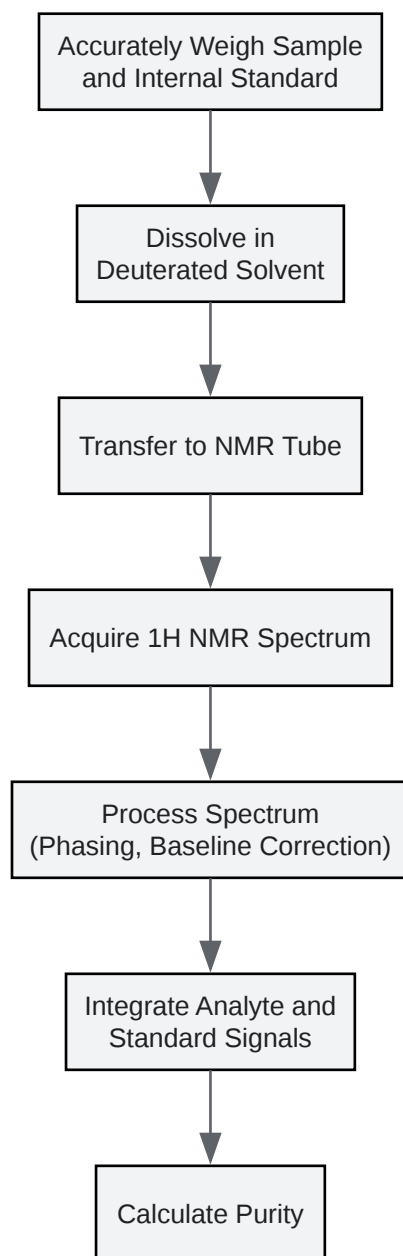 Accurately Weigh Sample
and Internal Standard
Dissolve in
Deuterated Solvent
Transfer to NMR Tube
Acquire 1H NMR Spectrum
Process Spectrum
(Phasing, Baseline Correction)
Integrate Analyte and
Standard Signals
Calculate Purity